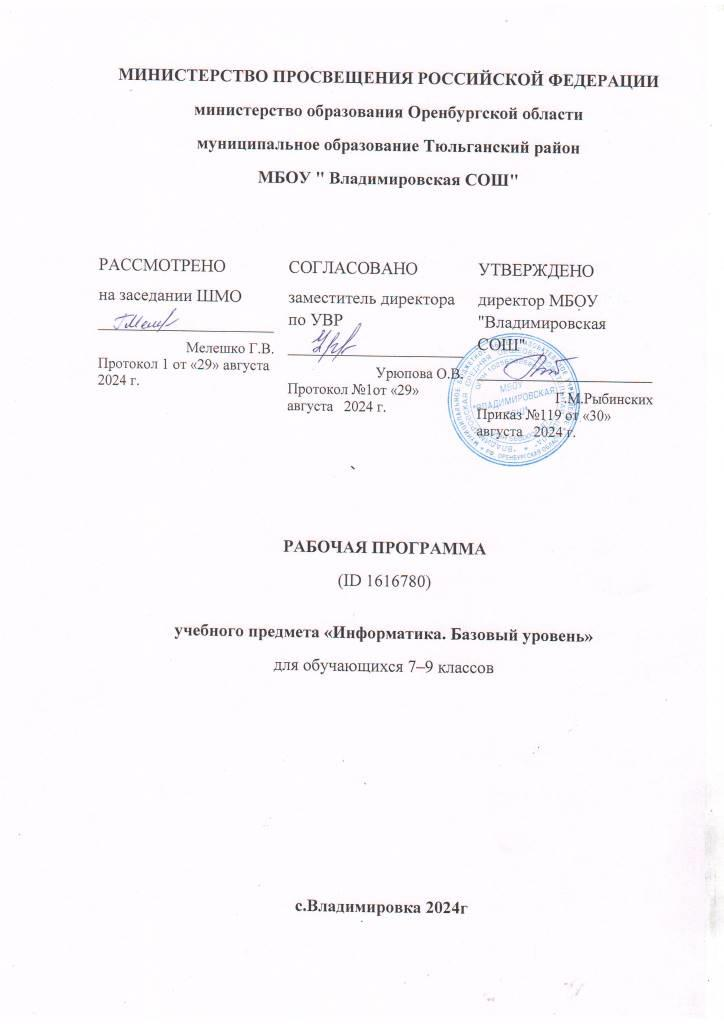 МИНИСТЕРСТВО ПРОСВЕЩЕНИЯ РОССИЙСКОЙ ФЕДЕРАЦИИ
министерство образования Оренбургской области
муниципальное образование Тюльганский район
МБОУ " Владимировская СОШ"
РАССМОТРЕНО
на заседании ШМО
Мелешко Г.В.
Протокол 1 от «29» августа
2024 г.
СОГЛАСОВАНО
заместитель директора
по УВР
Урюпова О.В.
Протокол №1от «29»
августа 2024 г.
УТВЕРЖДЕНО
директор МБОУ
"Владимировская
СОШ"
Г.М.Рыбинских
Приказ №119 от «30»
августа 2024 г.
МБОУ
"ВЛАДИМИРОВСКАЯ
РАБОЧАЯ ПРОГРАММА
(ID 1616780)
учебного предмета «Информатика. Базовый уровень»
для обучающихся 7–9 классов
с.Владимировка 2024г